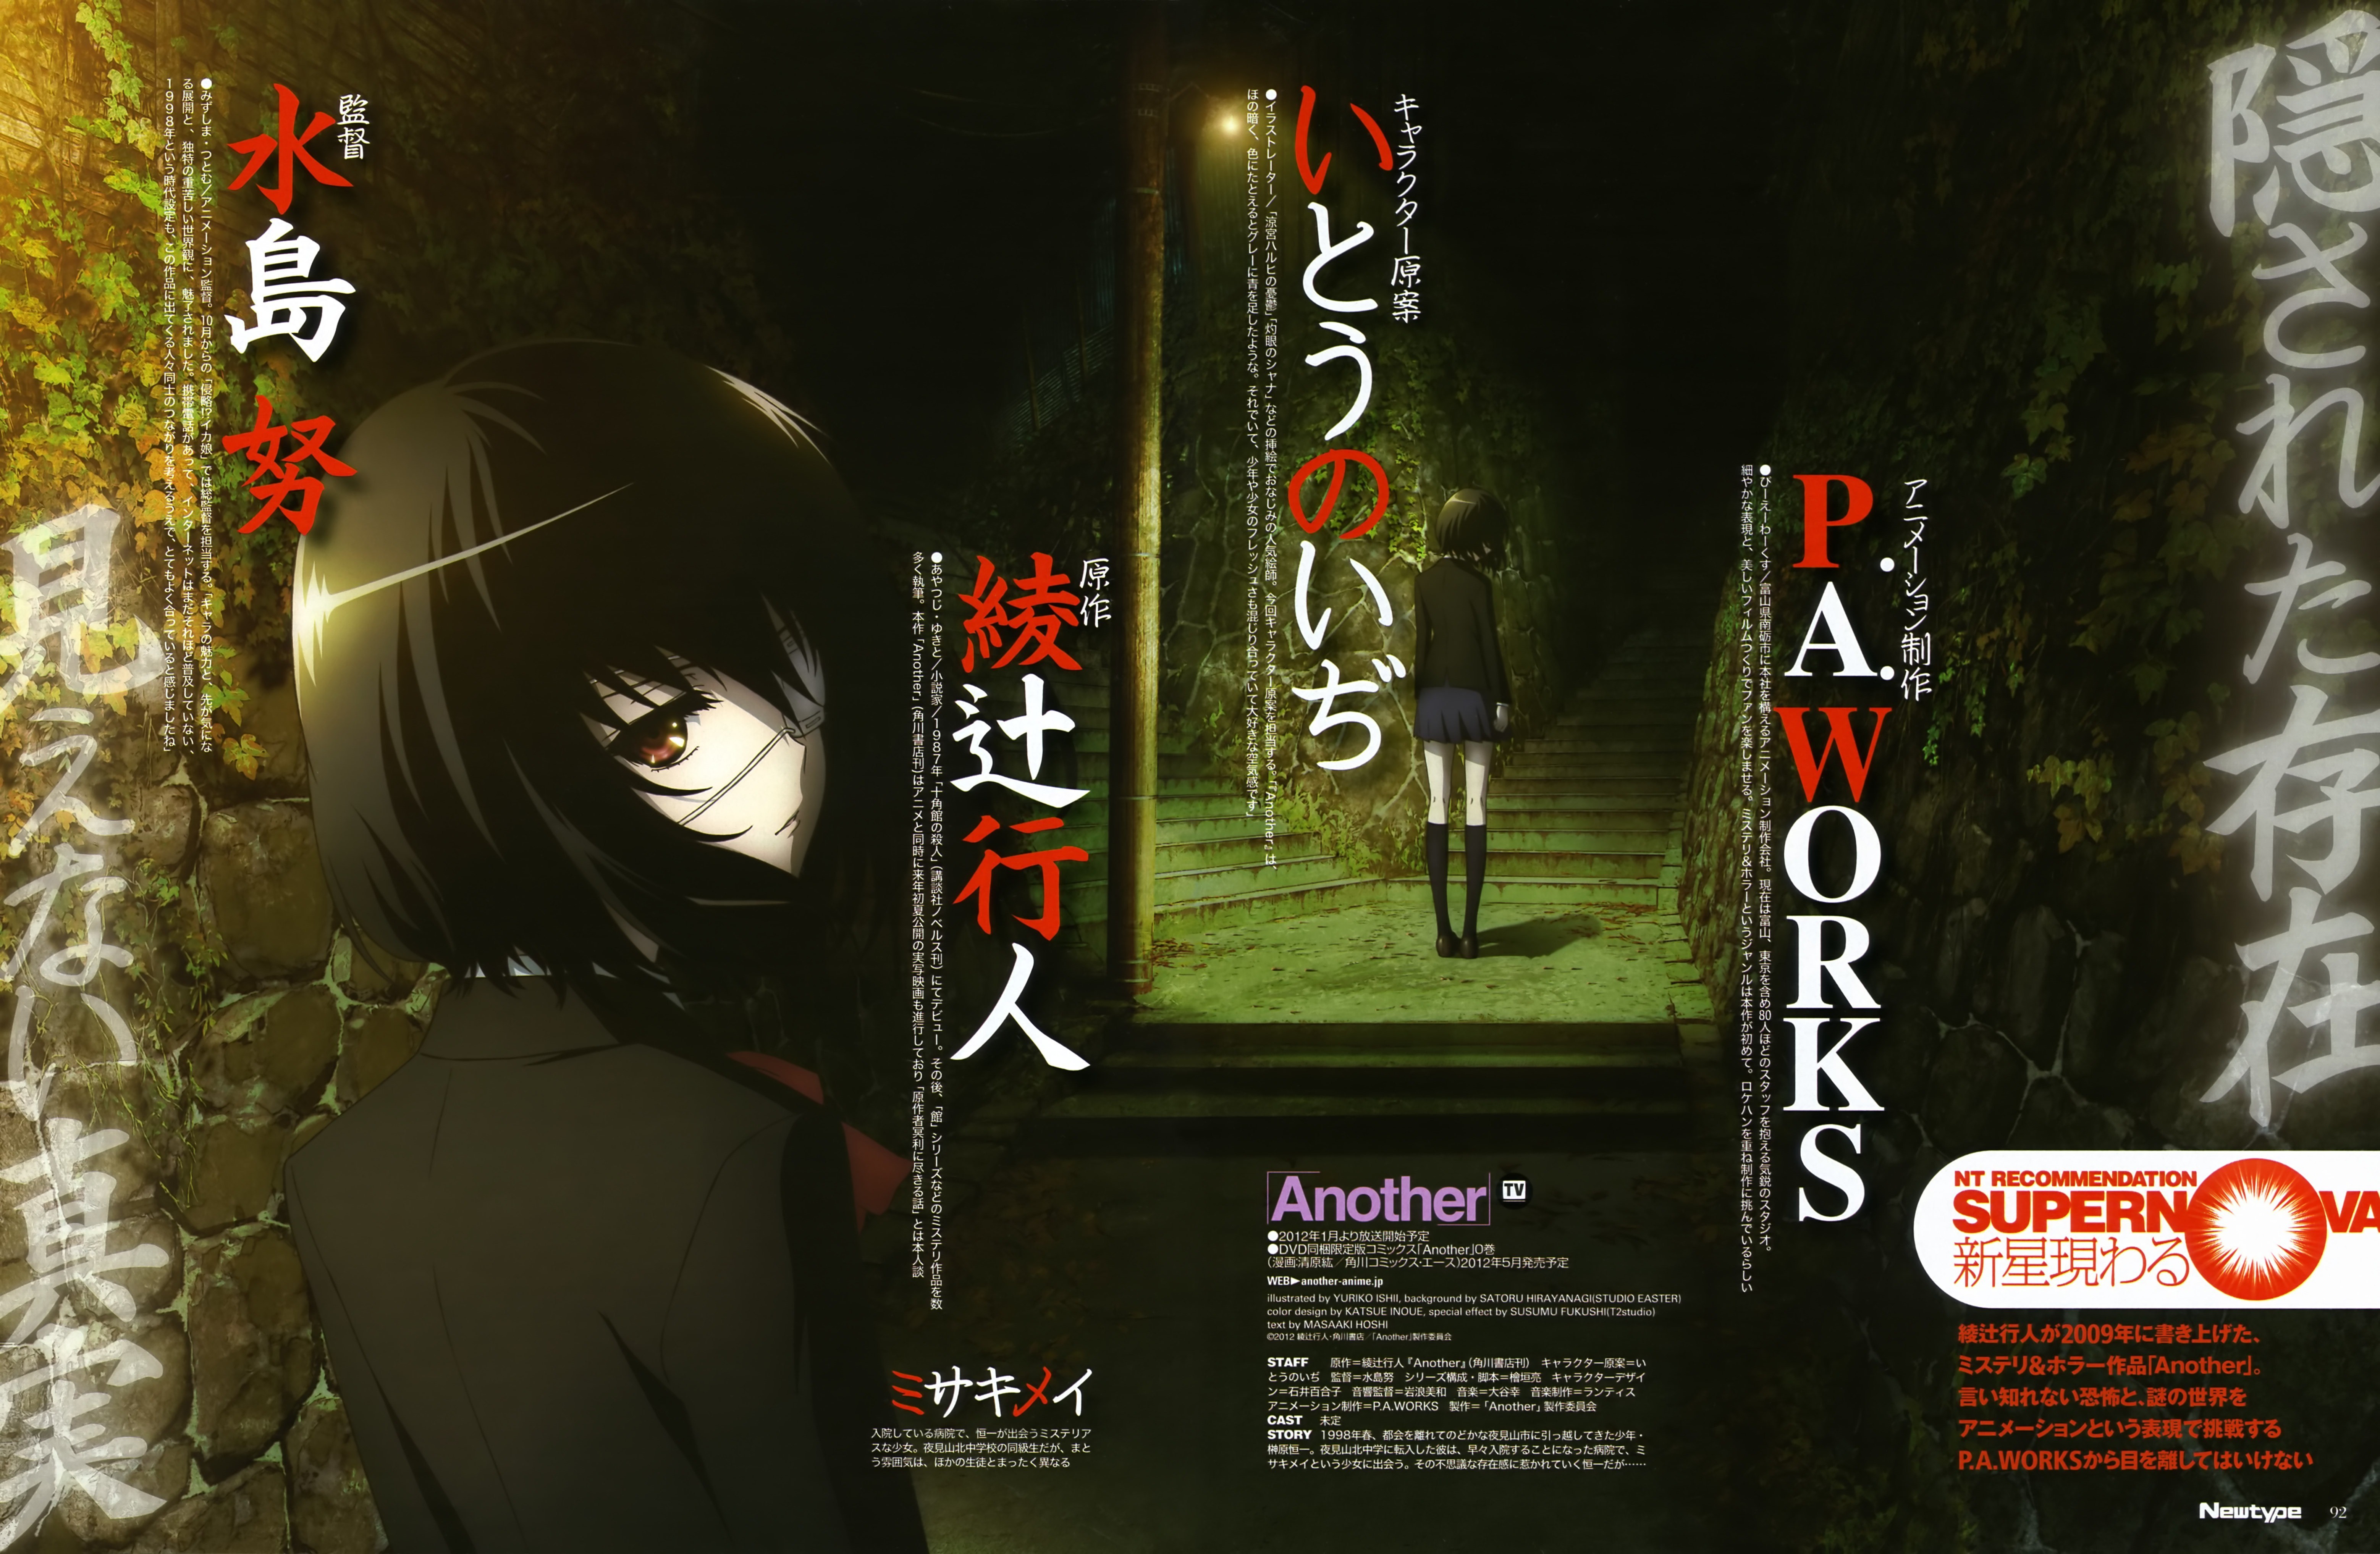 隠された存在
アニメーション制作
P.A.WORKS
●ぴーえーわーくす／富山県南砺市に本社を構えるアニメーション制作会社。現在は富山、東京を含め80人ほどのスタッフを抱える気鋭のスタジオ。
細やかな表現と、美しいフィルムつくりでファンを楽しませる。ミステリ&ホラーというジャンルは本作が初めて。ロケハンを重ね制作に挑んでいるらしい
キャラクター原案
いとうのいぢ
●イラストレーター／「涼宮ハルヒの憂鬱」「灼眼のシャナ」などの挿絵でおなじみの人気絵師。今回キャラクター原案を担当する。「『Another』は、
ほの暗く、色にたとえるとグレーに青を足したような。それでいて、少年や少女のフレッシュさも混じり合っていて大好きな空気感です」
原作
綾辻行人
●あやつじ・ゆきと／小説家／1987年「十角館の殺人」（講談社ノベルス刊）にてデビュー。その後、「館」シリーズなどのミステリ作品を数
多く執筆。本作「Another」（角川書店刊）はアニメと同時に来年初夏公開の実写映画も進行しており「原作者冥利に尽きる話」とは本人談
監督
水島 努
●みずしま・つとむ／アニメーション監督。10月からの「侵略!?イカ娘」では総監督を担当する。「キャラの魅力と、先が気にな
る展開と、独特の重苦しい世界観に、魅了されました。携帯電話があって、インターネットはまだそれほど普及していない、
1998年という時代設定も、この作品に出てくる人々同士のつながりを考えるうえで、とてもよく合っていると感じましたね」
見えない真実
ミサキメイ
入院している病院で、恒一が出会うミステリア
スな少女。夜見山北中学校の同級生だが、まと
う雰囲気は、ほかの生徒とまったく異なる
Another TV
●2012年1月より放送開始予定
●DVD同梱限定版コミックス「Another」0巻
（漫画:清原紘／角川コミックス・エース）2012年5月発売予定
WEB▶another-anime.jp
illustrated by YURIKO ISHII, background by SATORU HIRAYANAGI(STUDIO EASTER)
color design by KATSUE INOUE, special effect by SUSUMU FUKUSHI(T2studio)
text by MASAAKI HOSHI
©2012 綾辻行人・角川書店／「Another」製作委員会
STAFF 原作=綾辻行人『Another』（角川書店刊） キャラクター原案=い
とうのいぢ 監督=水島努 シリーズ構成・脚本=檜垣亮 キャラクターデザイ
ン=石井百合子 音響監督=岩浪美和 音楽=大谷幸 音楽制作=ランティス
アニメーション制作=P.A.WORKS 製作=「Another」製作委員会
CAST 未定
STORY 1998年春、都会を離れてのどかな夜見山市に引っ越してきた少年・
榊原恒一。夜見山北中学に転入した彼は、早々入院することになった病院で、ミ
サキメイという少女に出会う。その不思議な存在感に惹かれていく恒一だが……
NT RECOMMENDATION
SUPERNOVA
新星現わる
綾辻行人が2009年に書き上げた、
ミステリ&ホラー作品「Another」。
言い知れない恐怖と、謎の世界を
アニメーションという表現で挑戦する
P.A.WORKSから目を離してはいけない
Newtype 92